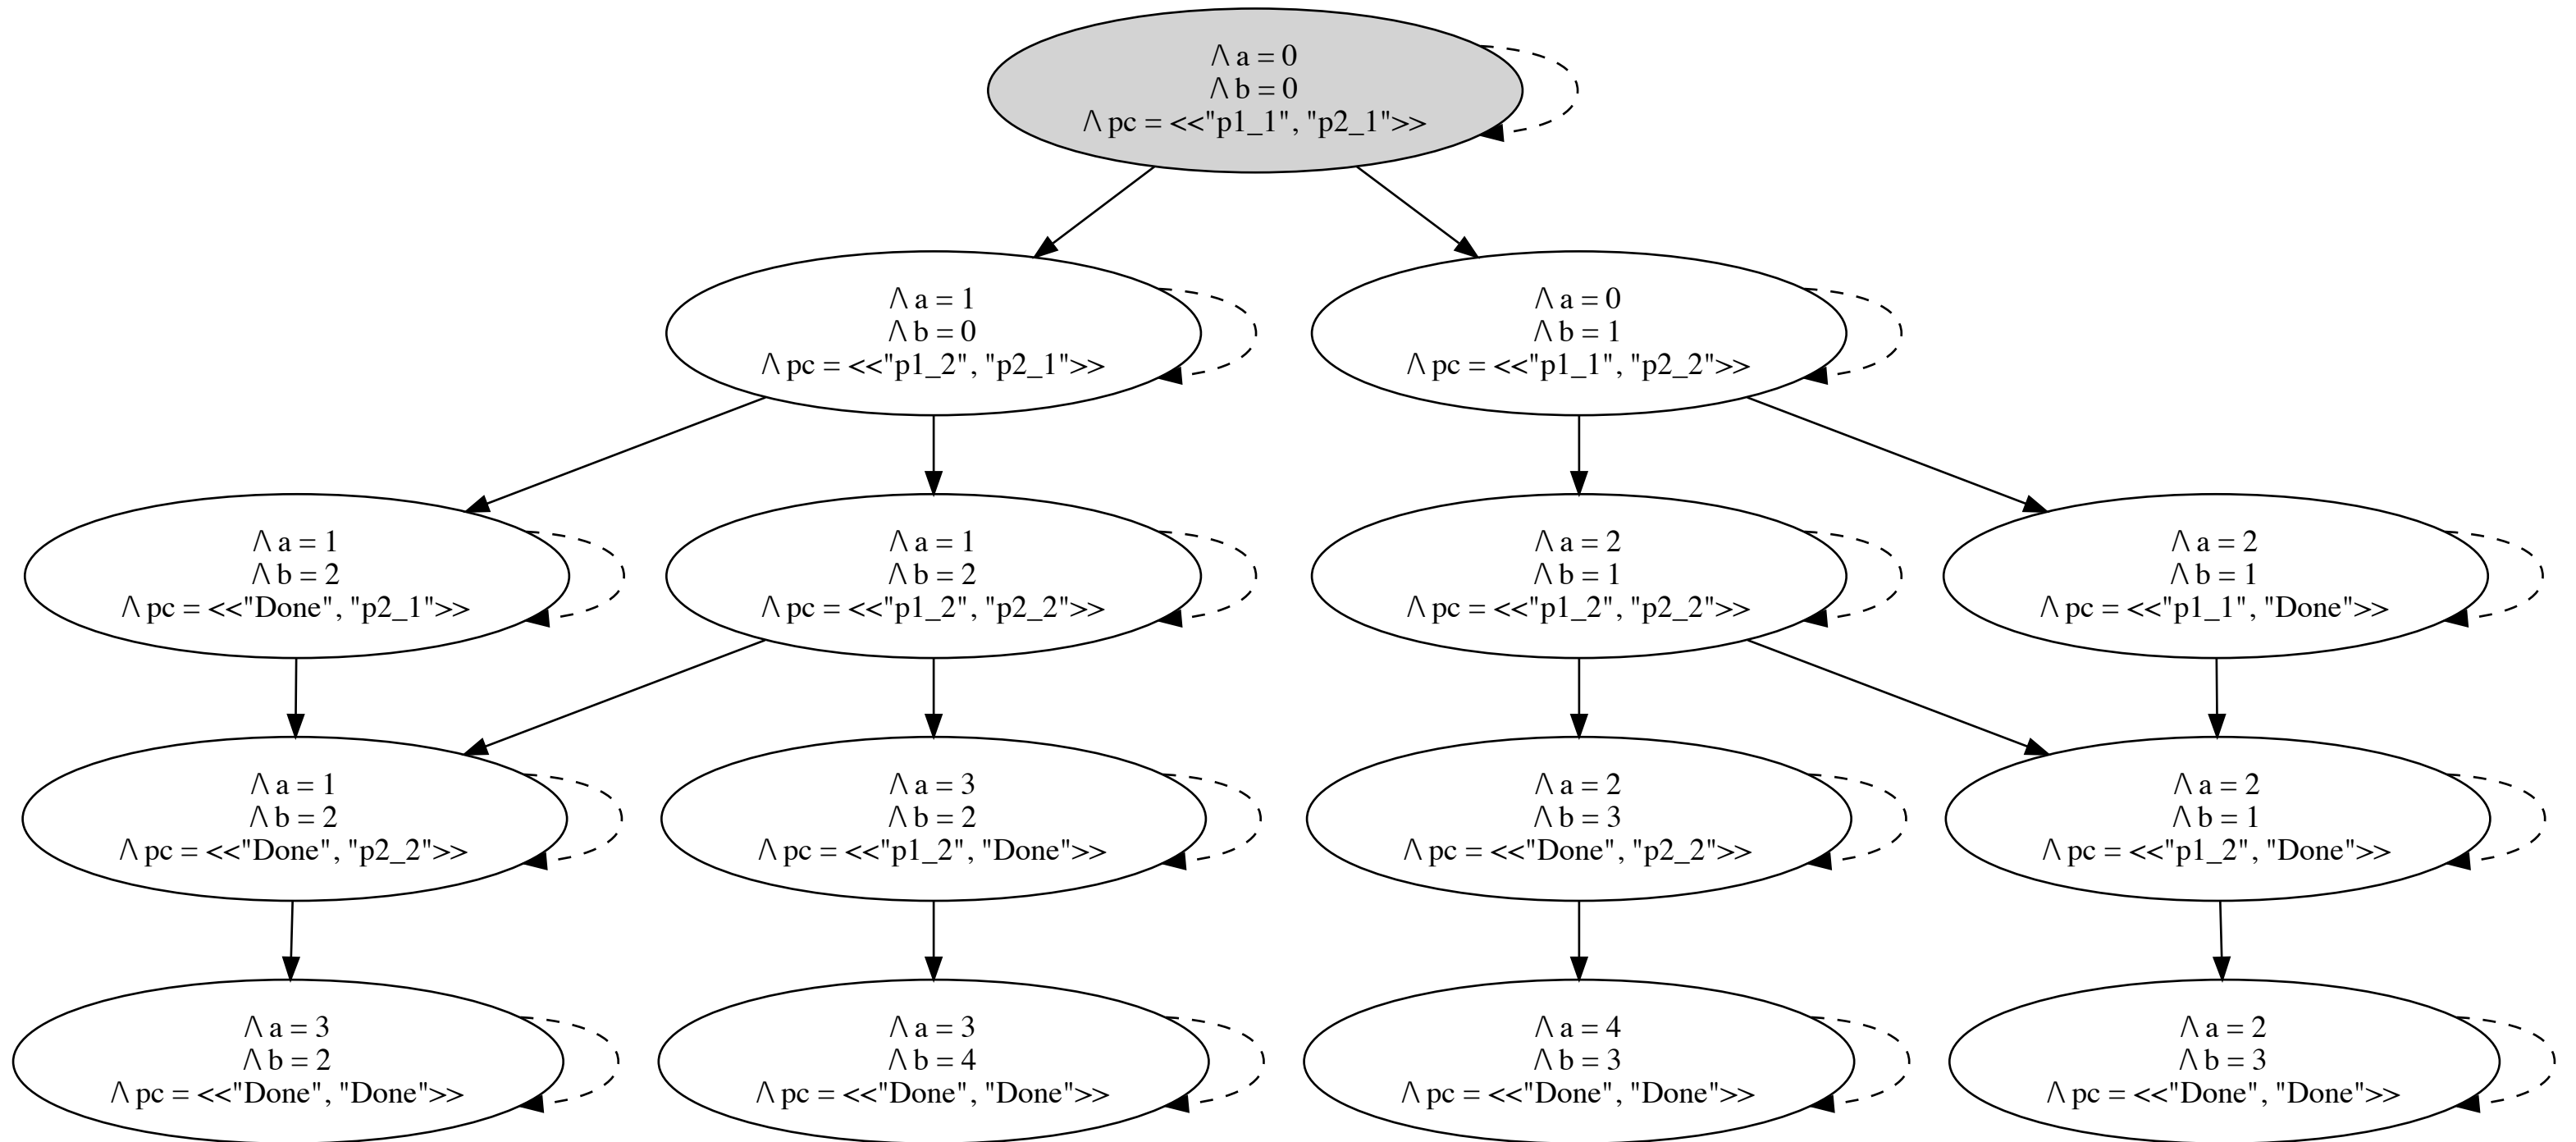 /\ a = 0
/\ b = 0
/\ pc = <<"p1_1", "p2_1">>
/\ a = 1
/\ b = 0
/\ pc = <<"p1_2", "p2_1">>
/\ a = 0
/\ b = 1
/\ pc = <<"p1_1", "p2_2">>
/\ a = 1
/\ b = 2
/\ pc = <<"Done", "p2_1">>
/\ a = 1
/\ b = 2
/\ pc = <<"p1_2", "p2_2">>
/\ a = 2
/\ b = 1
/\ pc = <<"p1_2", "p2_2">>
/\ a = 2
/\ b = 1
/\ pc = <<"p1_1", "Done">>
/\ a = 1
/\ b = 2
/\ pc = <<"Done", "p2_2">>
/\ a = 3
/\ b = 2
/\ pc = <<"p1_2", "Done">>
/\ a = 2
/\ b = 3
/\ pc = <<"Done", "p2_2">>
/\ a = 2
/\ b = 1
/\ pc = <<"p1_2", "Done">>
/\ a = 3
/\ b = 2
/\ pc = <<"Done", "Done">>
/\ a = 3
/\ b = 4
/\ pc = <<"Done", "Done">>
/\ a = 4
/\ b = 3
/\ pc = <<"Done", "Done">>
/\ a = 2
/\ b = 3
/\ pc = <<"Done", "Done">>